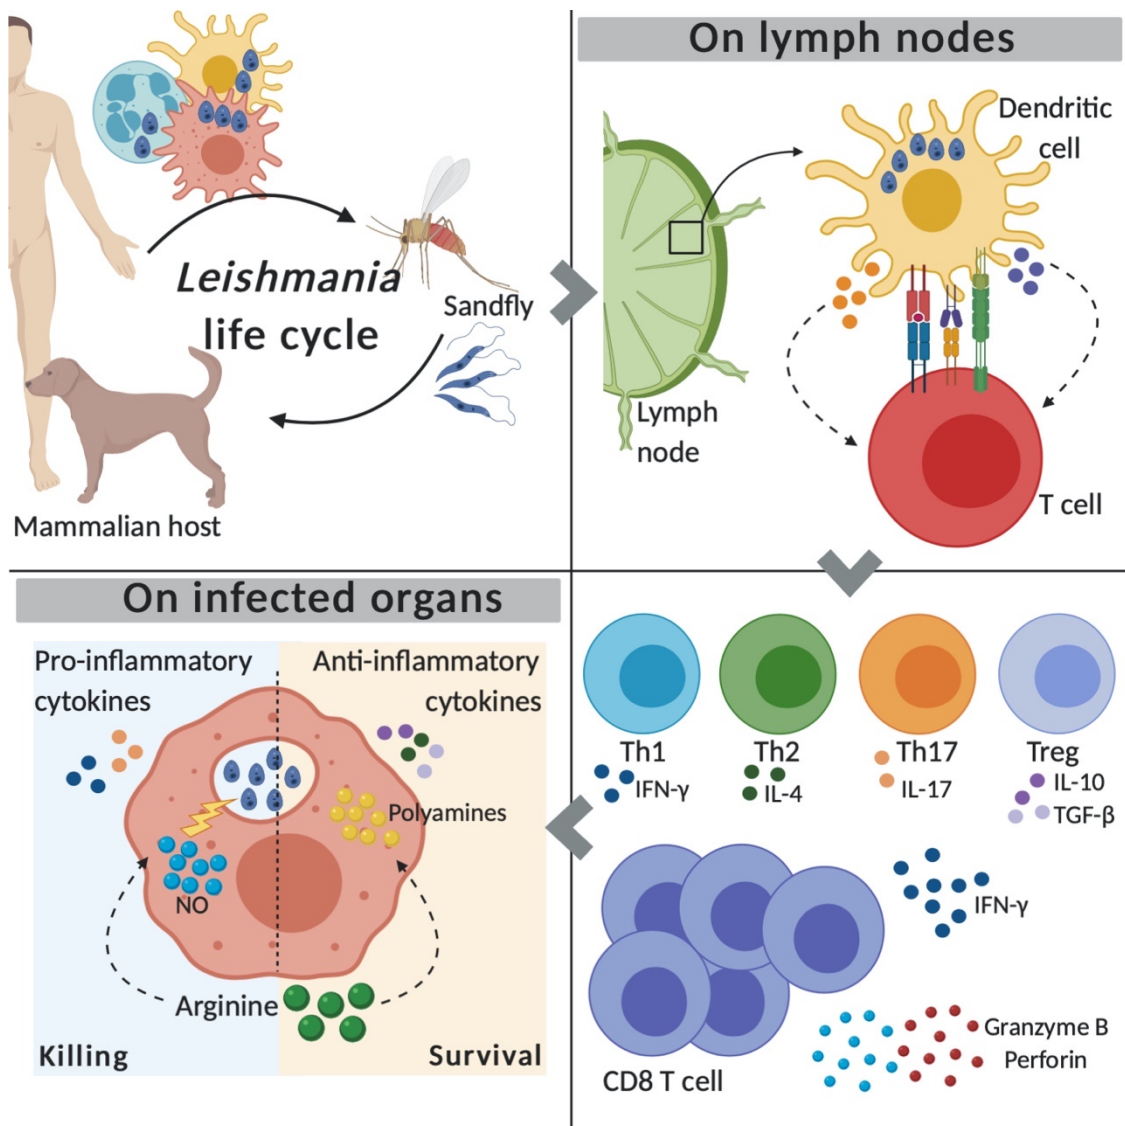 Leishmania
life cycle
Sandfly
Mammalian host
On lymph nodes
Dendritic
cell
Lymph
node
T cell
Th1
IFN-γ
Th2
IL-4
Th17
IL-17
Treg
IL-10
TGF-β
IFN-γ
Granzyme B
Perforin
CD8 T cell
On infected organs
Pro-inflammatory
cytokines
Anti-inflammatory
cytokines
Polyamines
NO
Arginine
Killing
Survival